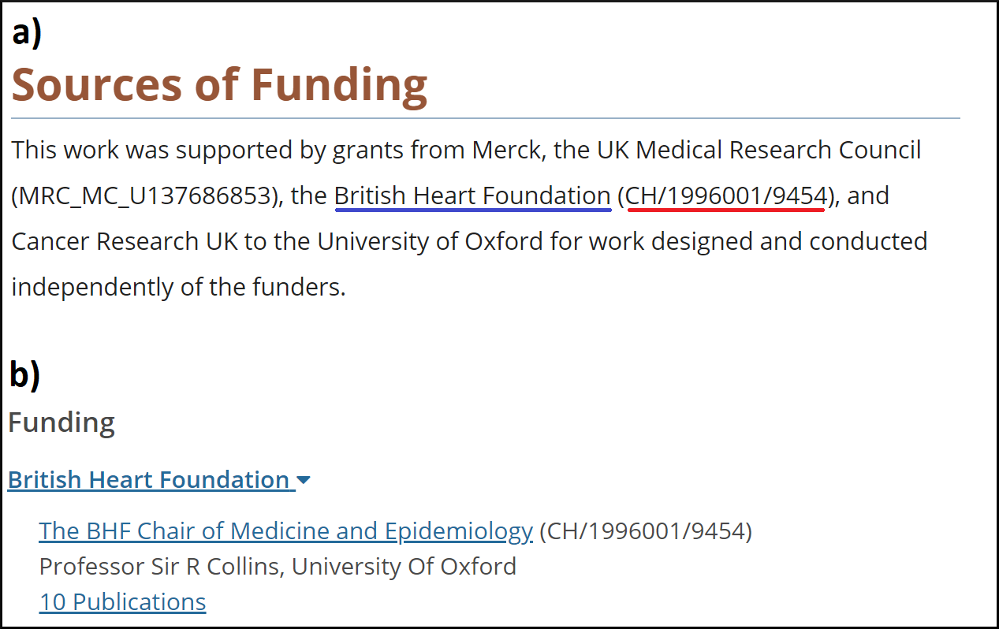 a)
Sources of Funding
This work was supported by grants from Merck, the UK Medical Research Council
(MRC_MC_U137686853), the British Heart Foundation (CH/1996001/9454), and
Cancer Research UK to the University of Oxford for work designed and conducted
independently of the funders.
b)
Funding
British Heart Foundation
The BHF Chair of Medicine and Epidemiology (CH/1996001/9454)
Professor Sir R Collins, University Of Oxford
10 Publications